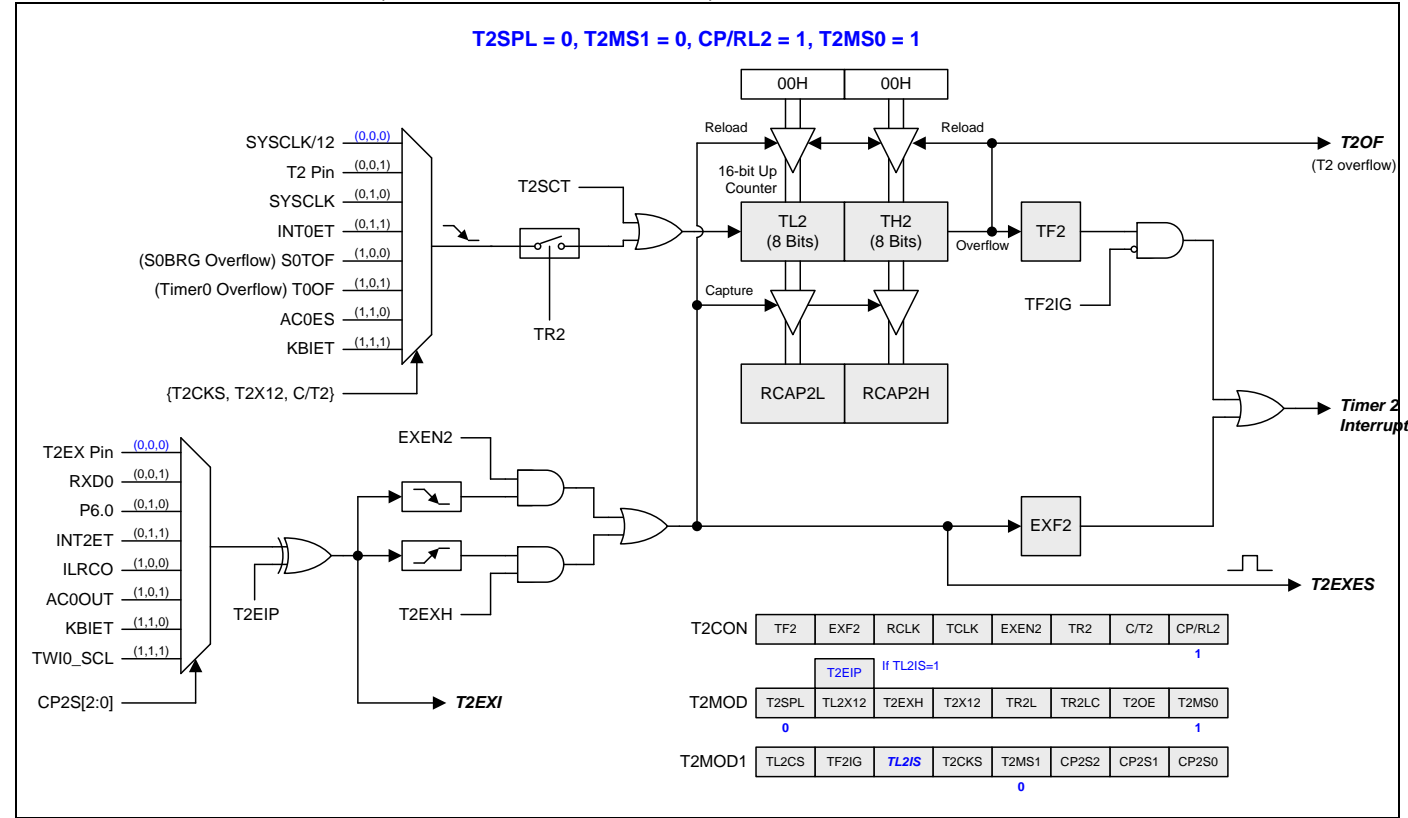 T2SPL = 0, T2MS1 = 0, CP/RL2 = 1, T2MS0 = 1
00H 00H
Reload Reload
SYSCLK/12 (0,0,0)
T2 Pin (0,0,1)
SYSCLK (0,1,0)
INT0ET (0,1,1)
(S0BRG Overflow) S0TOF (1,0,0)
(Timer0 Overflow) T0OF (1,0,1)
AC0ES (1,1,0)
KBIET (1,1,1)
{T2CKS, T2X12, C/T2}
TR2
T2SCT
16-bit Up
Counter
TL2
(8 Bits)
TH2
(8 Bits)
Overflow
TF2
TF2IG
T2OF
(T2 overflow)
Capture
RCAP2L RCAP2H
Timer 2
Interrupt
T2EX Pin (0,0,0)
RXD0 (0,0,1)
P6.0 (0,1,0)
INT2ET (0,1,1)
ILRCO (1,0,0)
AC0OUT (1,0,1)
KBIET (1,1,0)
TWI0_SCL (1,1,1)
CP2S[2:0]
T2EIP
EXEN2
T2EXH
T2EXI
EXF2
T2EXES
T2CON TF2 EXF2 RCLK TCLK EXEN2 TR2 C/T2 CP/RL2
1
T2EIP If TL2IS=1
T2MOD T2SPL TL2X12 T2EXH T2X12 TR2L TR2LC T2OE T2MS0
0 1
T2MOD1 TL2CS TF2IG TL2IS T2CKS T2MS1 CP2S2 CP2S1 CP2S0
0